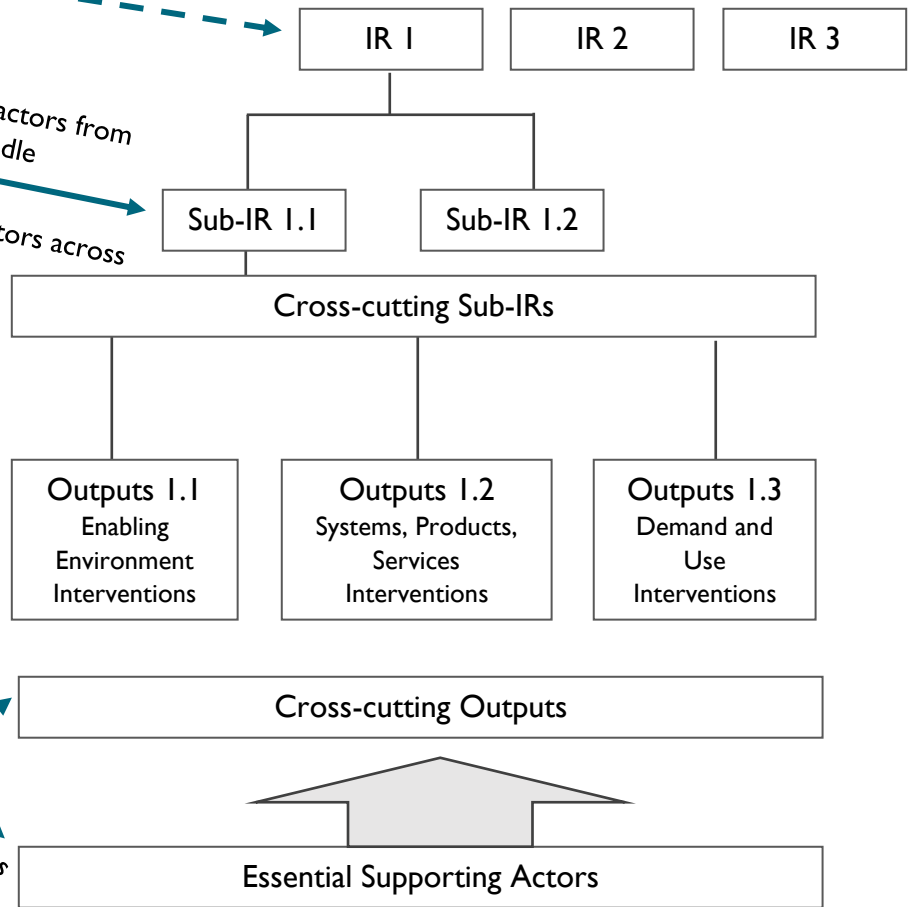 IR 1
IR 2
IR 3
actors from
dle
Sub-IR 1.1
Sub-IR 1.2
tors across
Cross-cutting Sub-IRs
Outputs 1.1
Enabling
Environment
Interventions
Outputs 1.2
Systems, Products,
Services
Interventions
Outputs 1.3
Demand and
Use
Interventions
Cross-cutting Outputs
Essential Supporting Actors
s